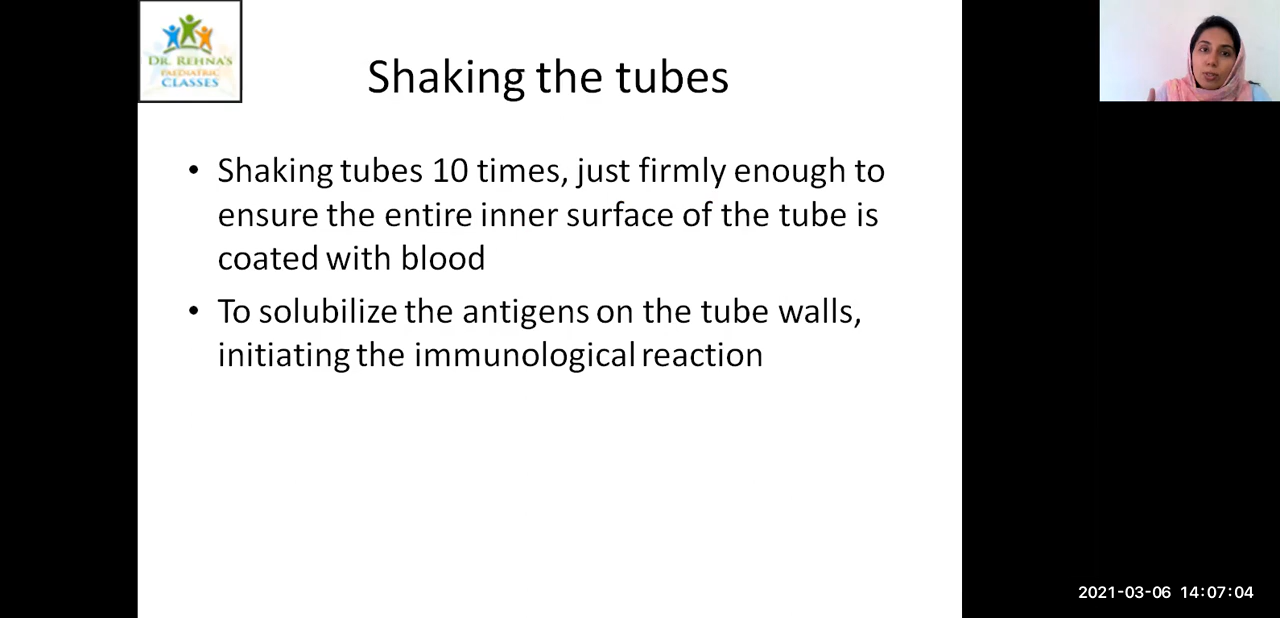 DR. REHNA'S
PAEDIATRIC
CLASSES
Shaking the tubes
• Shaking tubes 10 times, just firmly enough to
ensure the entire inner surface of the tube is
coated with blood
• To solubilize the antigens on the tube walls,
initiating the immunological reaction
2021-03-06 14:07:04